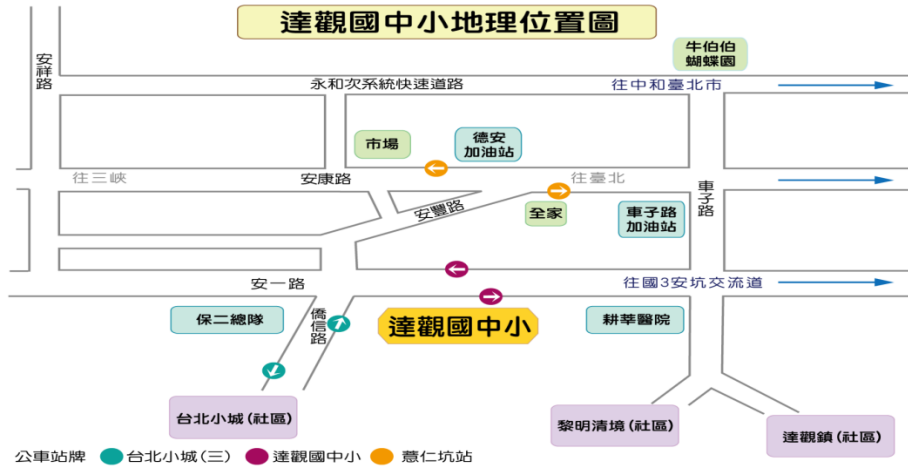 達觀國中小地理位置圖
牛伯伯
蝴蝶園
安祥路
永和次系統快速道路
往中和臺北市
市場
德安
加油站
往三峽
安康路
往臺北
車子路
安豐路
全家
車子路
加油站
安一路
往國3安坑交流道
保二總隊
僑信路
達觀國中小
耕莘醫院
台北小城(社區)
黎明清境(社區)
達觀鎮(社區)
公車站牌 台北小城(三) 達觀國中小 薏仁坑站